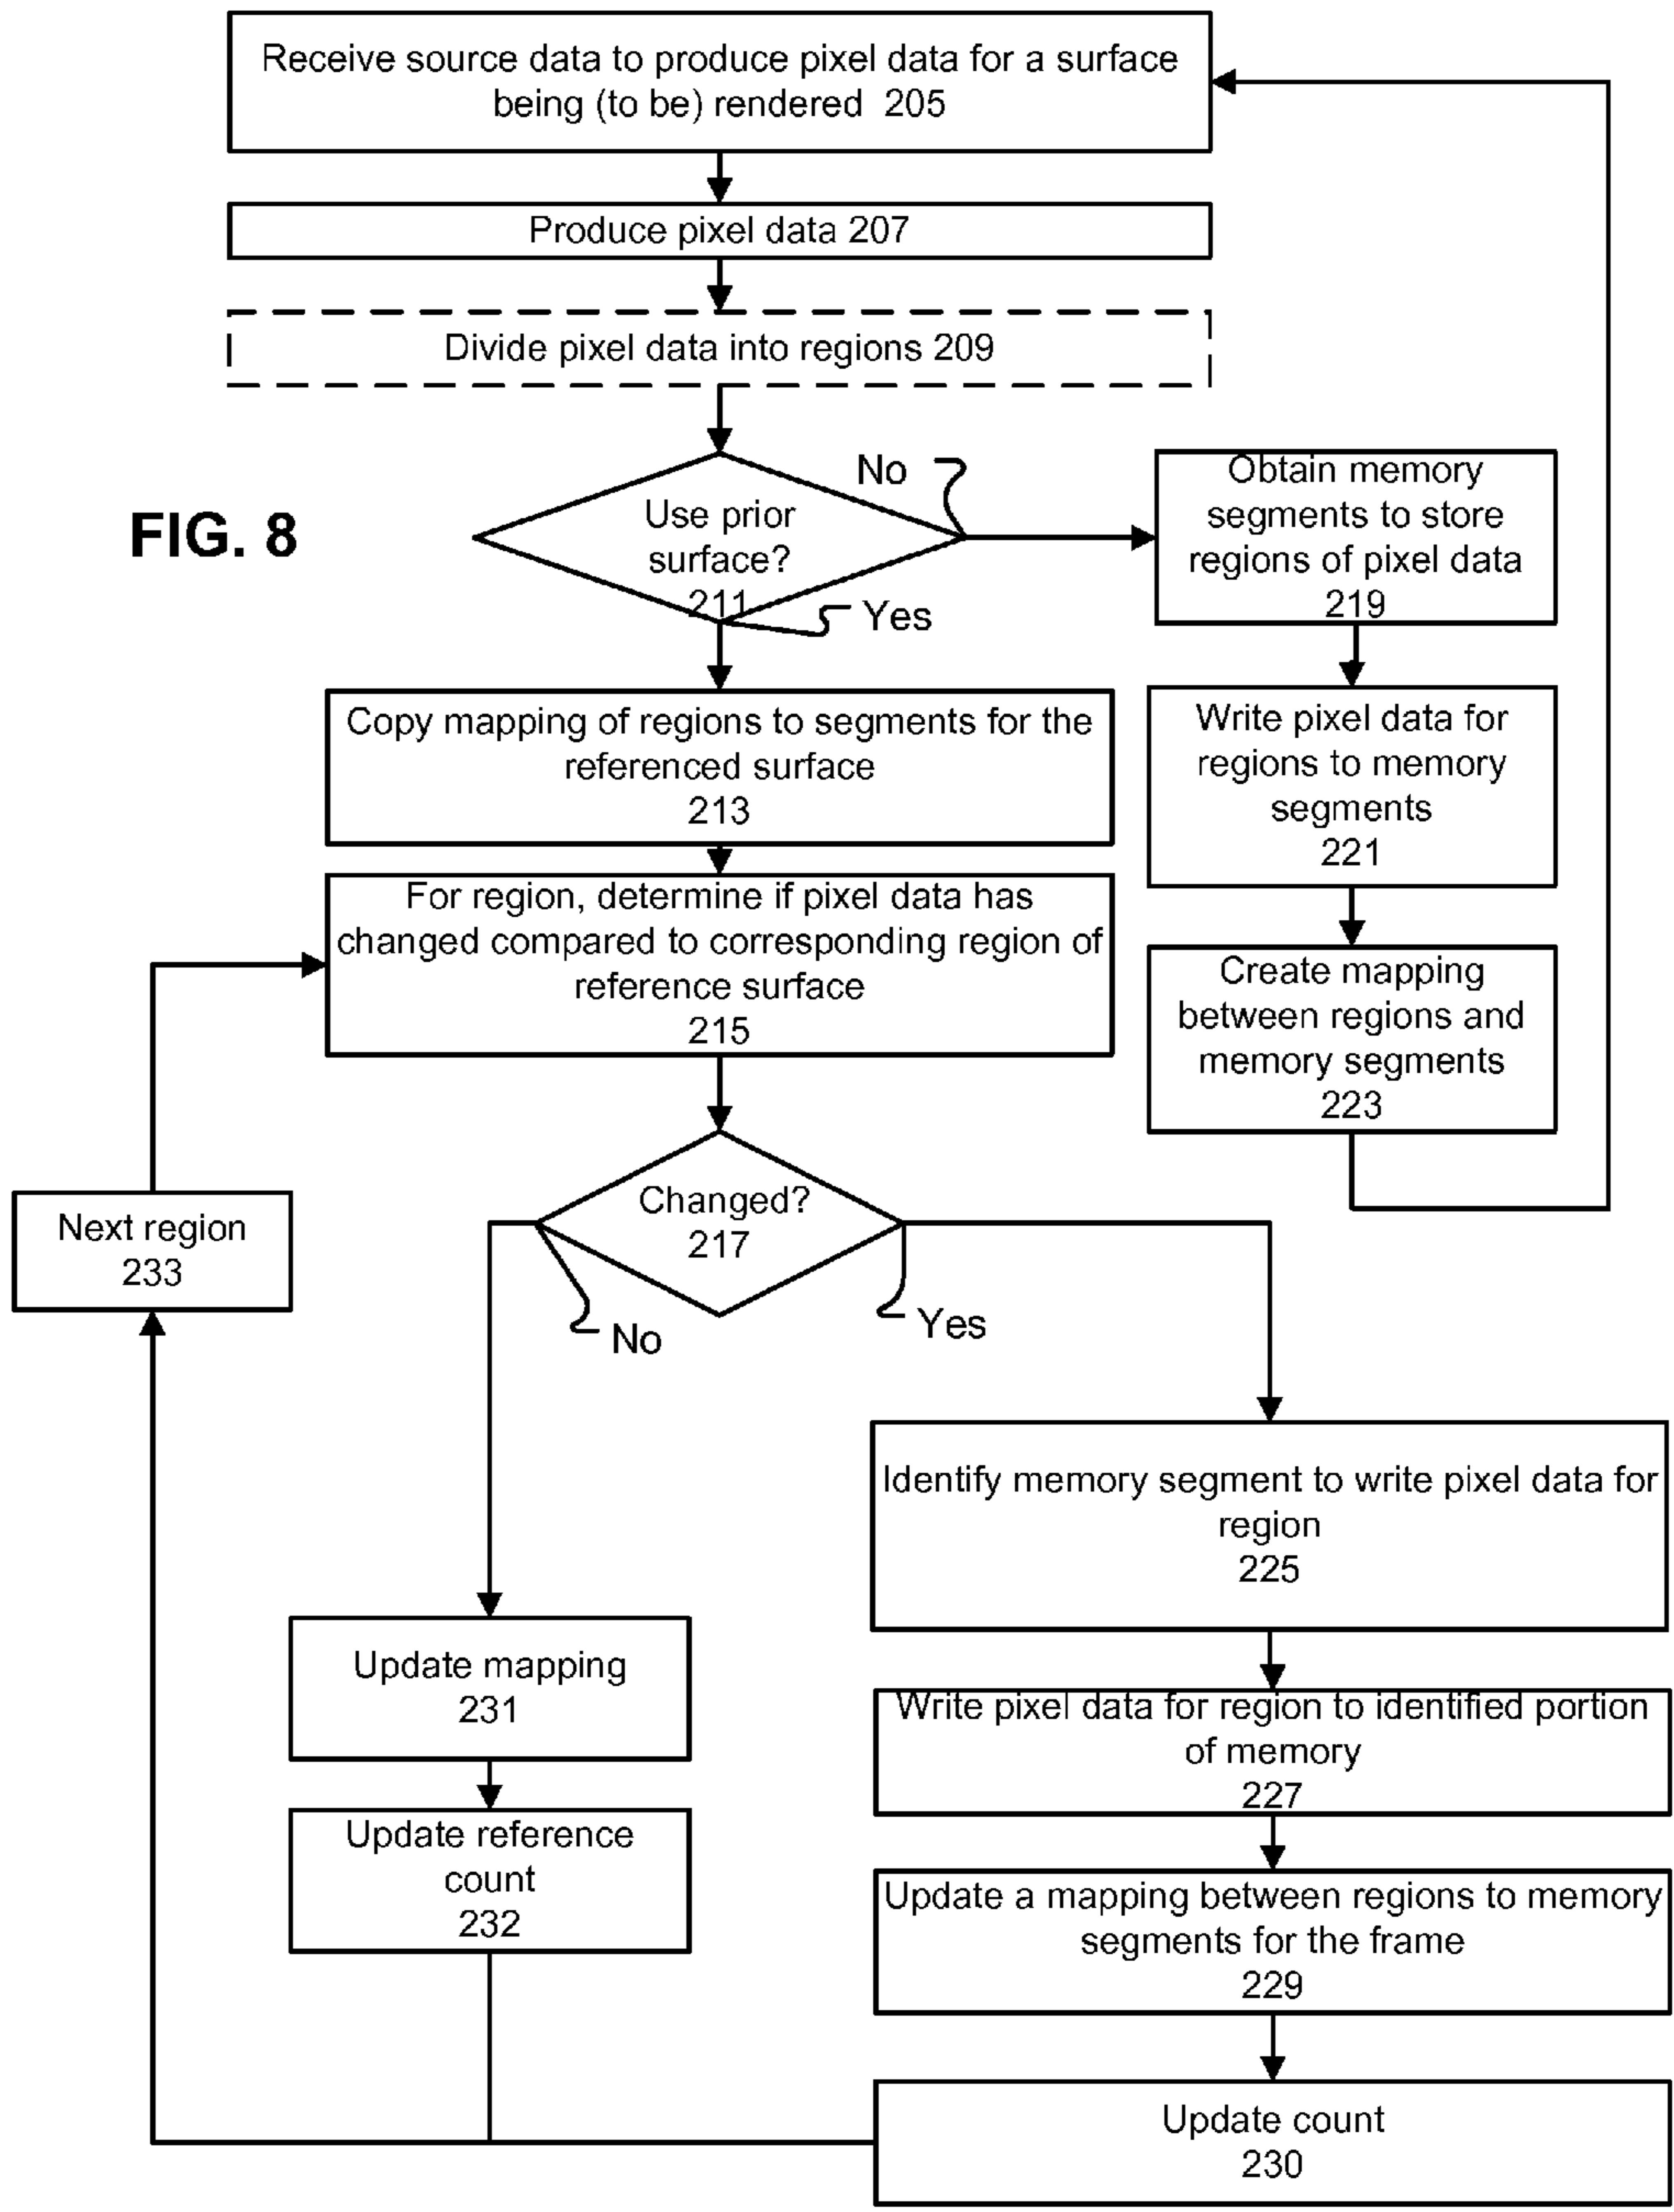 Receive source data to produce pixel data for a surface
being (to be) rendered 205
Produce pixel data 207
Divide pixel data into regions 209
FIG. 8
Use prior
surface?
211
No
Yes
Obtain memory
segments to store
regions of pixel data
219
Write pixel data for
regions to memory
segments
221
Create mapping
between regions and
memory segments
223
Copy mapping of regions to segments for the
referenced surface
213
For region, determine if pixel data has
changed compared to corresponding region of
reference surface
215
Changed?
217
No
Yes
Next region
233
Identify memory segment to write pixel data for
region
225
Write pixel data for region to identified portion
of memory
227
Update a mapping between regions to memory
segments for the frame
229
Update count
230
Update mapping
231
Update reference
count
232